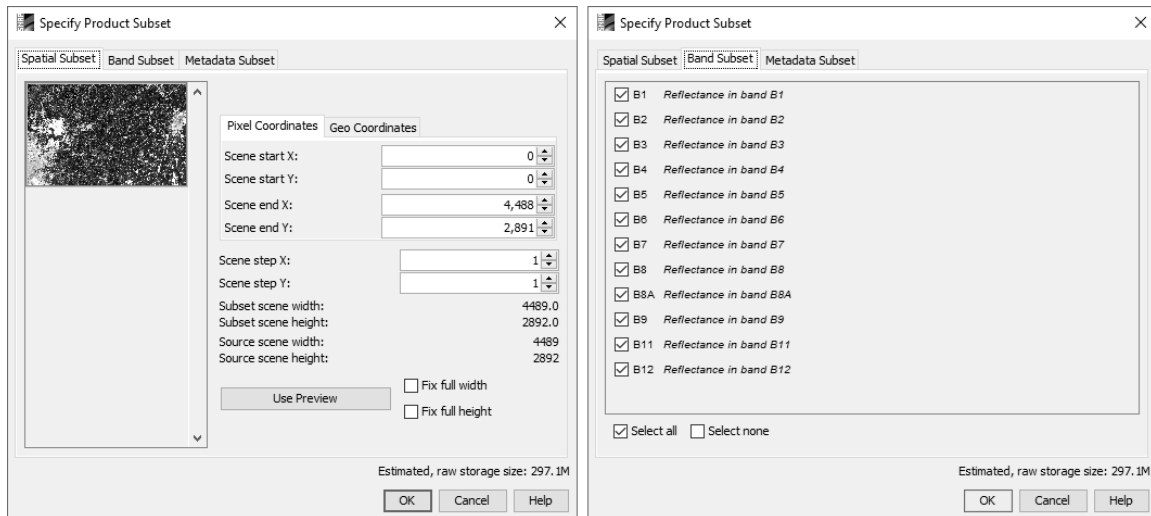 Specify Product Subset
Spatial Subset Band Subset Metadata Subset
Pixel Coordinates Geo Coordinates
Scene start X: 0
Scene start Y: 0
Scene end X: 4,488
Scene end Y: 2,891
Scene step X: 1
Scene step Y: 1
Subset scene width: 4489.0
Subset scene height: 2892.0
Source scene width: 4489
Source scene height: 2892
Use Preview
Fix full width
Fix full height
Estimated, raw storage size: 297.1M
OK Cancel Help
Specify Product Subset
Spatial Subset Band Subset Metadata Subset
B1 Reflectance in band B1
B2 Reflectance in band B2
B3 Reflectance in band B3
B4 Reflectance in band B4
B5 Reflectance in band B5
B6 Reflectance in band B6
B7 Reflectance in band B7
B8 Reflectance in band B8
B8A Reflectance in band B8A
B9 Reflectance in band B9
B11 Reflectance in band B11
B12 Reflectance in band B12
Select all Select none
Estimated, raw storage size: 297.1M
OK Cancel Help